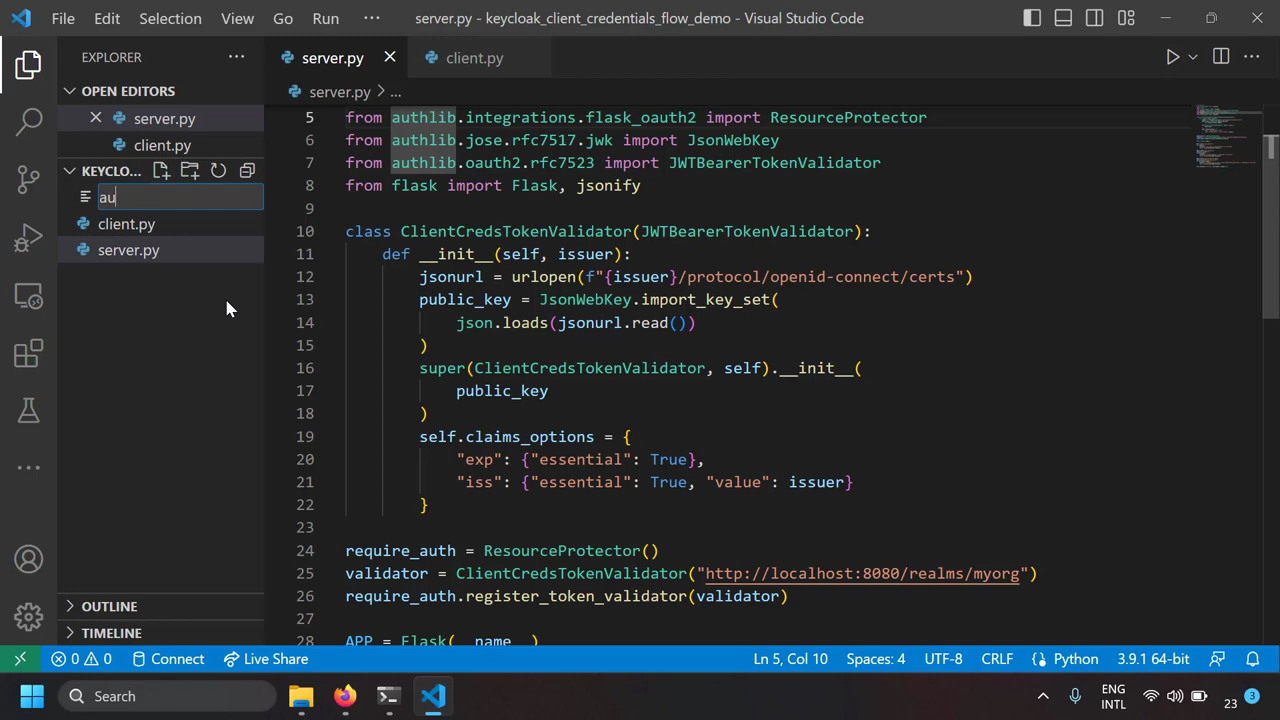 File Edit Selection View Go Run ··· server.py - keycloak_client_credentials_flow_demo - Visual Studio Code
EXPLORER ···
OPEN EDITORS
server.py
client.py
KEYCLO...
au
client.py
server.py
OUTLINE
TIMELINE
server.py client.py
server.py > ...
5 from authlib.integrations.flask_oauth2 import ResourceProtector
6 from authlib.jose.rfc7517.jwk import JsonWebKey
7 from authlib.oauth2.rfc7523 import JWTBearerTokenValidator
8 from flask import Flask, jsonify
9
10 class ClientCredsTokenValidator(JWTBearerTokenValidator):
11 def __init__(self, issuer):
12 jsonurl = urlopen(f"{issuer}/protocol/openid-connect/certs")
13 public_key = JsonWebKey.import_key_set(
14 json.loads(jsonurl.read())
15 )
16 super(ClientCredsTokenValidator, self).__init__(
17 public_key
18 )
19 self.claims_options = {
20 "exp": {"essential": True},
21 "iss": {"essential": True, "value": issuer}
22 }
23
24 require_auth = ResourceProtector()
25 validator = ClientCredsTokenValidator("http://localhost:8080/realms/myorg")
26 require_auth.register_token_validator(validator)
27
28 APP = Flask(__name__)
0 0 Connect Live Share Ln 5, Col 10 Spaces: 4 UTF-8 CRLF Python 3.9.1 64-bit
Search ENG INTL 23 3